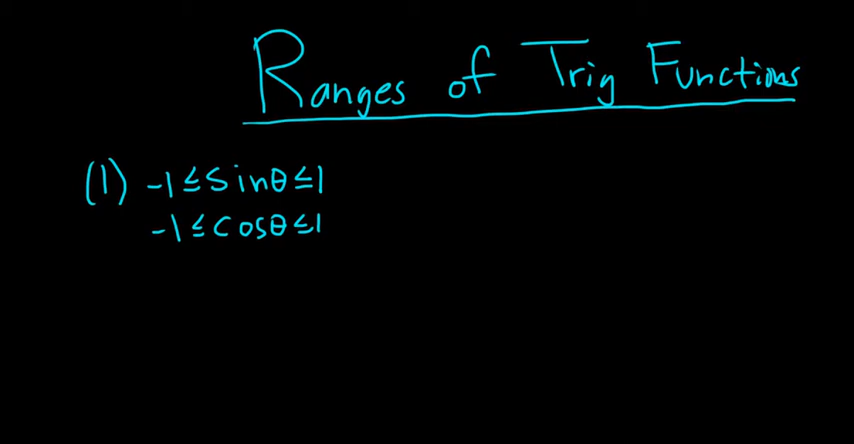 Ranges of Trig Functions
(1) -1≤sinθ≤1
-1≤cosθ≤1